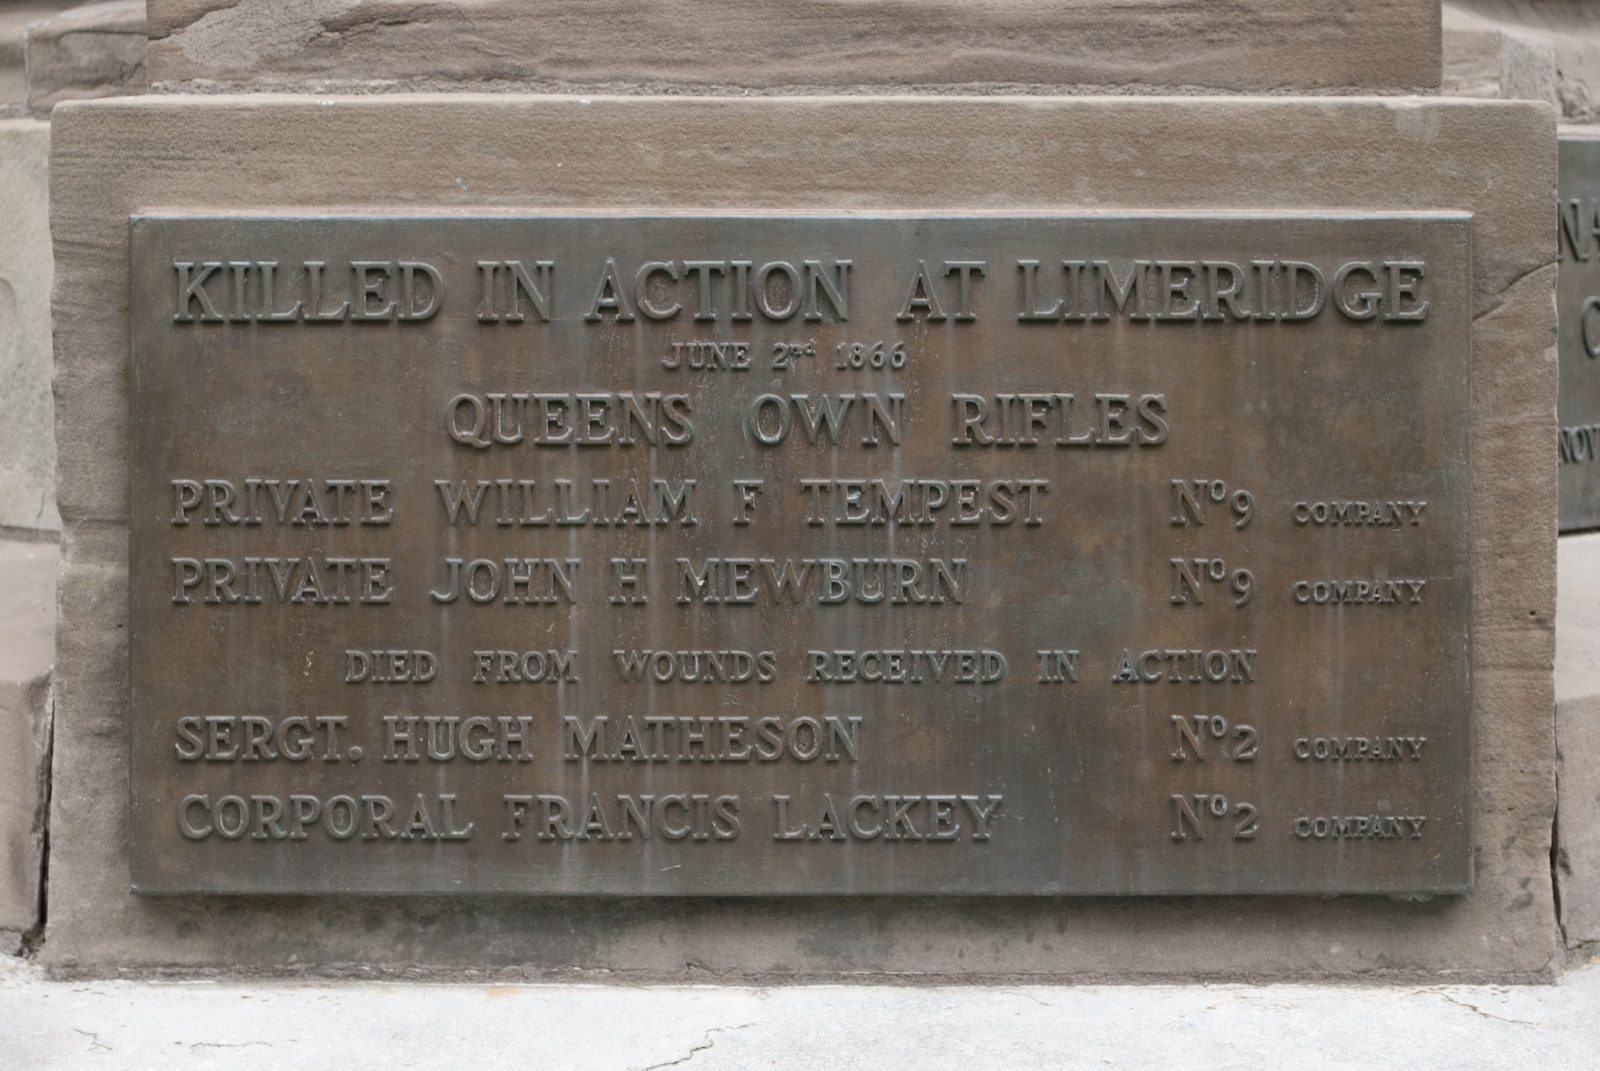 KILLED IN ACTION AT LIMERIDGE
JUNE 2nd 1866
QUEENS OWN RIFLES
PRIVATE WILLIAM F TEMPEST No 9 COMPANY
PRIVATE JOHN H MEWBURN No 9 COMPANY
DIED FROM WOUNDS RECEIVED IN ACTION
SERGT. HUGH MATHESON No 2 COMPANY
CORPORAL FRANCIS LACKEY No 2 COMPANY